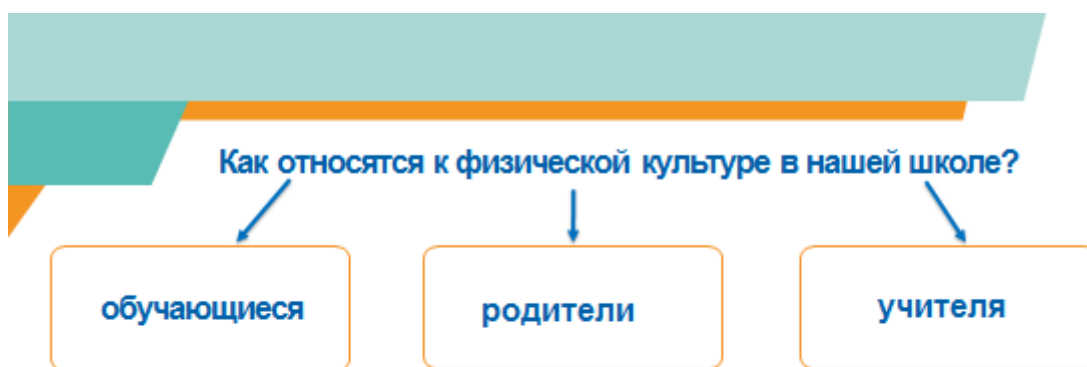 Как относятся к физической культуре в нашей школе?
обучающиеся
родители
учителя